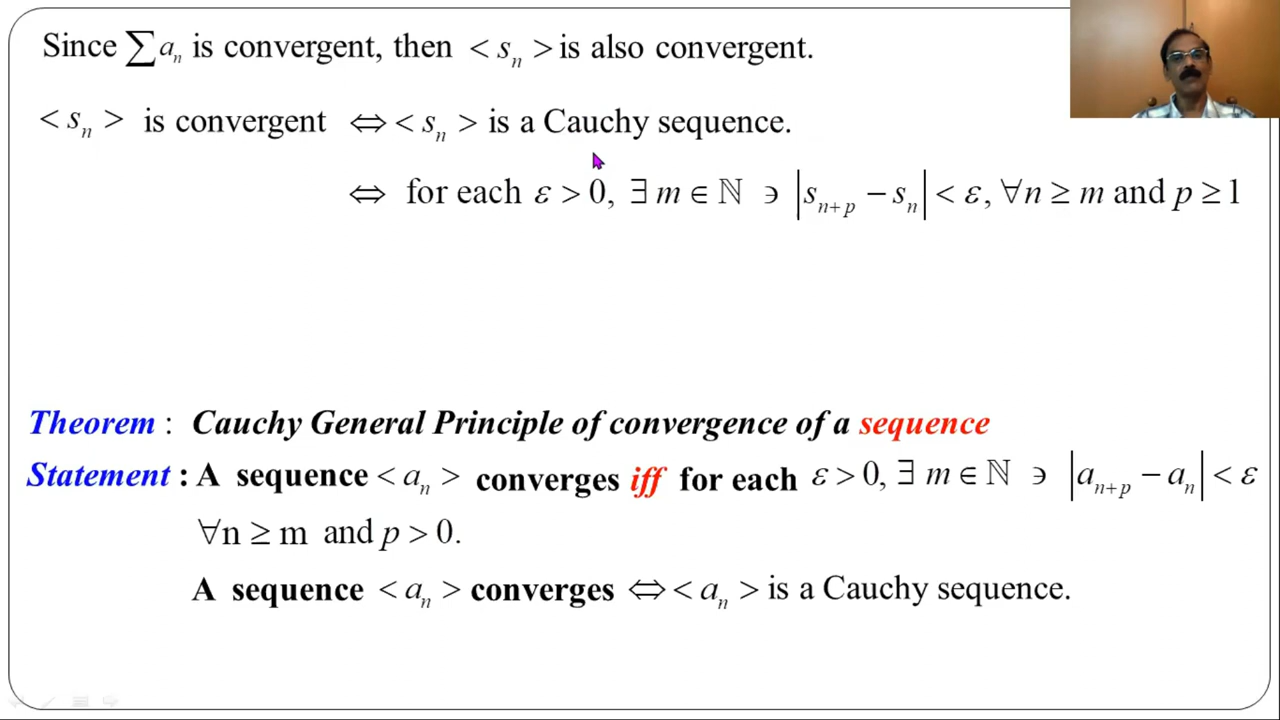 Since ∑aₙ is convergent, then < sₙ > is also convergent.
< sₙ > is convergent ⇔ < sₙ > is a Cauchy sequence.
⇔ for each ε > 0, ∃ m ∈ ℕ ∍ |sₙ₊ₚ − sₙ| < ε, ∀n ≥ m and p ≥ 1
Theorem : Cauchy General Principle of convergence of a sequence
Statement : A sequence < aₙ > converges iff for each ε > 0, ∃ m ∈ ℕ ∍ |aₙ₊ₚ − aₙ| < ε
∀n ≥ m and p > 0.
A sequence < aₙ > converges ⇔ < aₙ > is a Cauchy sequence.